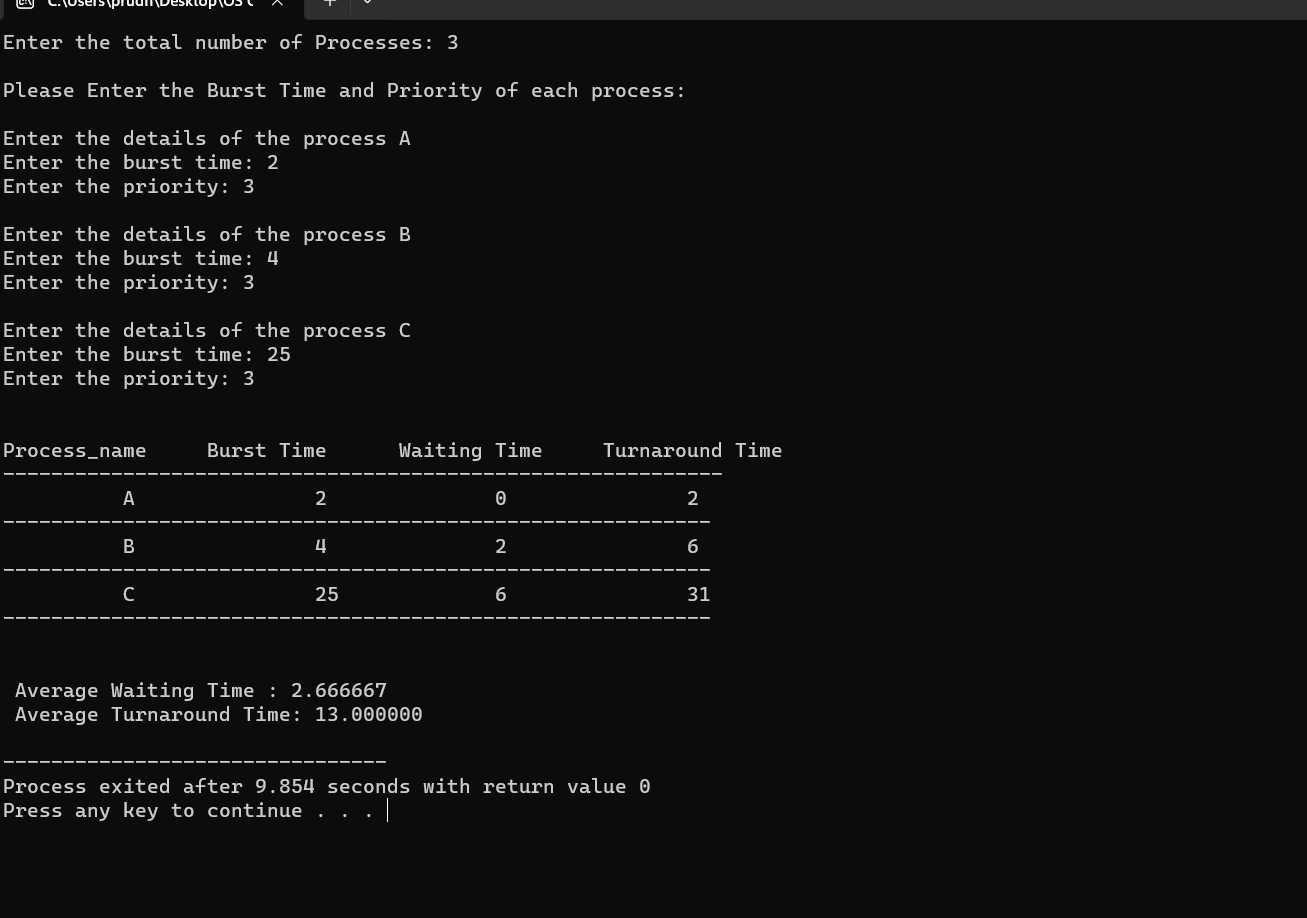 C:\Users\prudh\Desktop\OS
Enter the total number of Processes: 3
Please Enter the Burst Time and Priority of each process:
Enter the details of the process A
Enter the burst time: 2
Enter the priority: 3
Enter the details of the process B
Enter the burst time: 4
Enter the priority: 3
Enter the details of the process C
Enter the burst time: 25
Enter the priority: 3
Process_name Burst Time Waiting Time Turnaround Time
------------------------------------------------------------
A 2 0 2
-----------------------------------------------------------
B 4 2 6
-----------------------------------------------------------
C 25 6 31
-----------------------------------------------------------
Average Waiting Time : 2.666667
Average Turnaround Time: 13.000000
--------------------------------
Process exited after 9.854 seconds with return value 0
Press any key to continue . . .